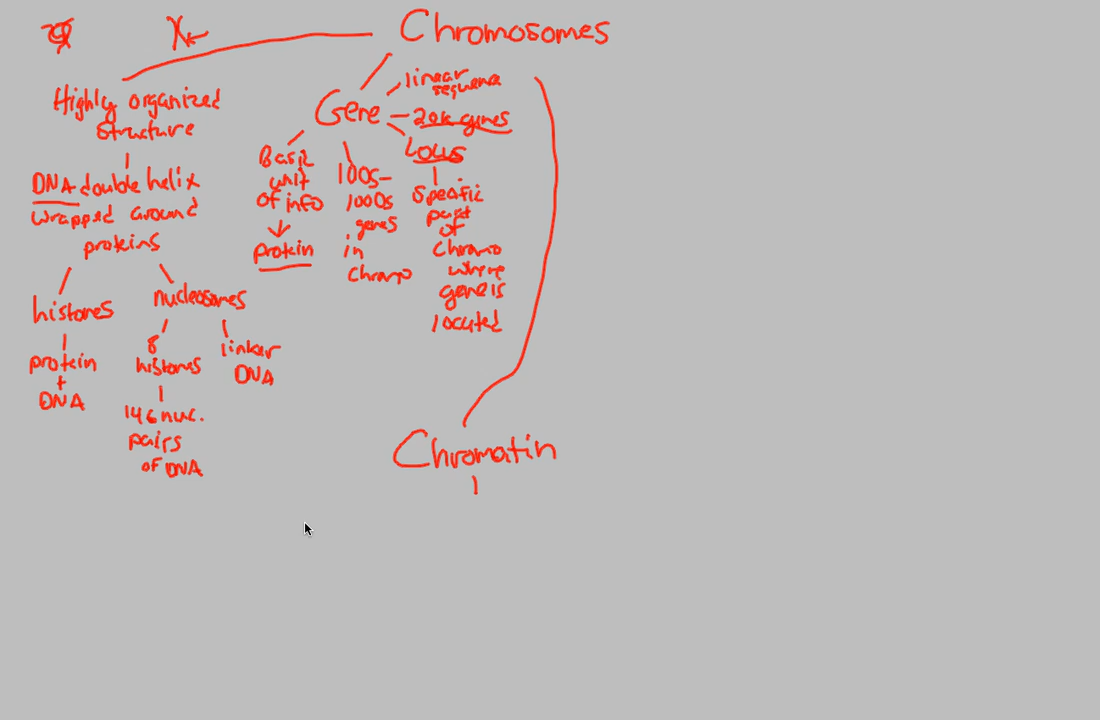 Chromosomes
Highly organized
structure
DNA double helix
wrapped around
proteins
histones
protein
+
DNA
nucleosomes
8
histones
146 nuc.
pairs
of DNA
linker
DNA
Gene
Basic
unit
of info
protein
100s-
1000s
genes
in
chromo
linear
sequence
20k genes
Locus
Specific
part
of
Chromo
where
gene is
located
Chromatin